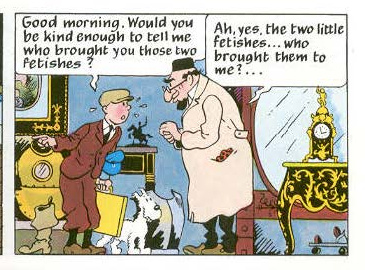 Good morning. Would you
be kind enough to tell me
who brought you those two
fetishes ?
Ah, yes, the two little
fetishes... who
brought them to
me?...